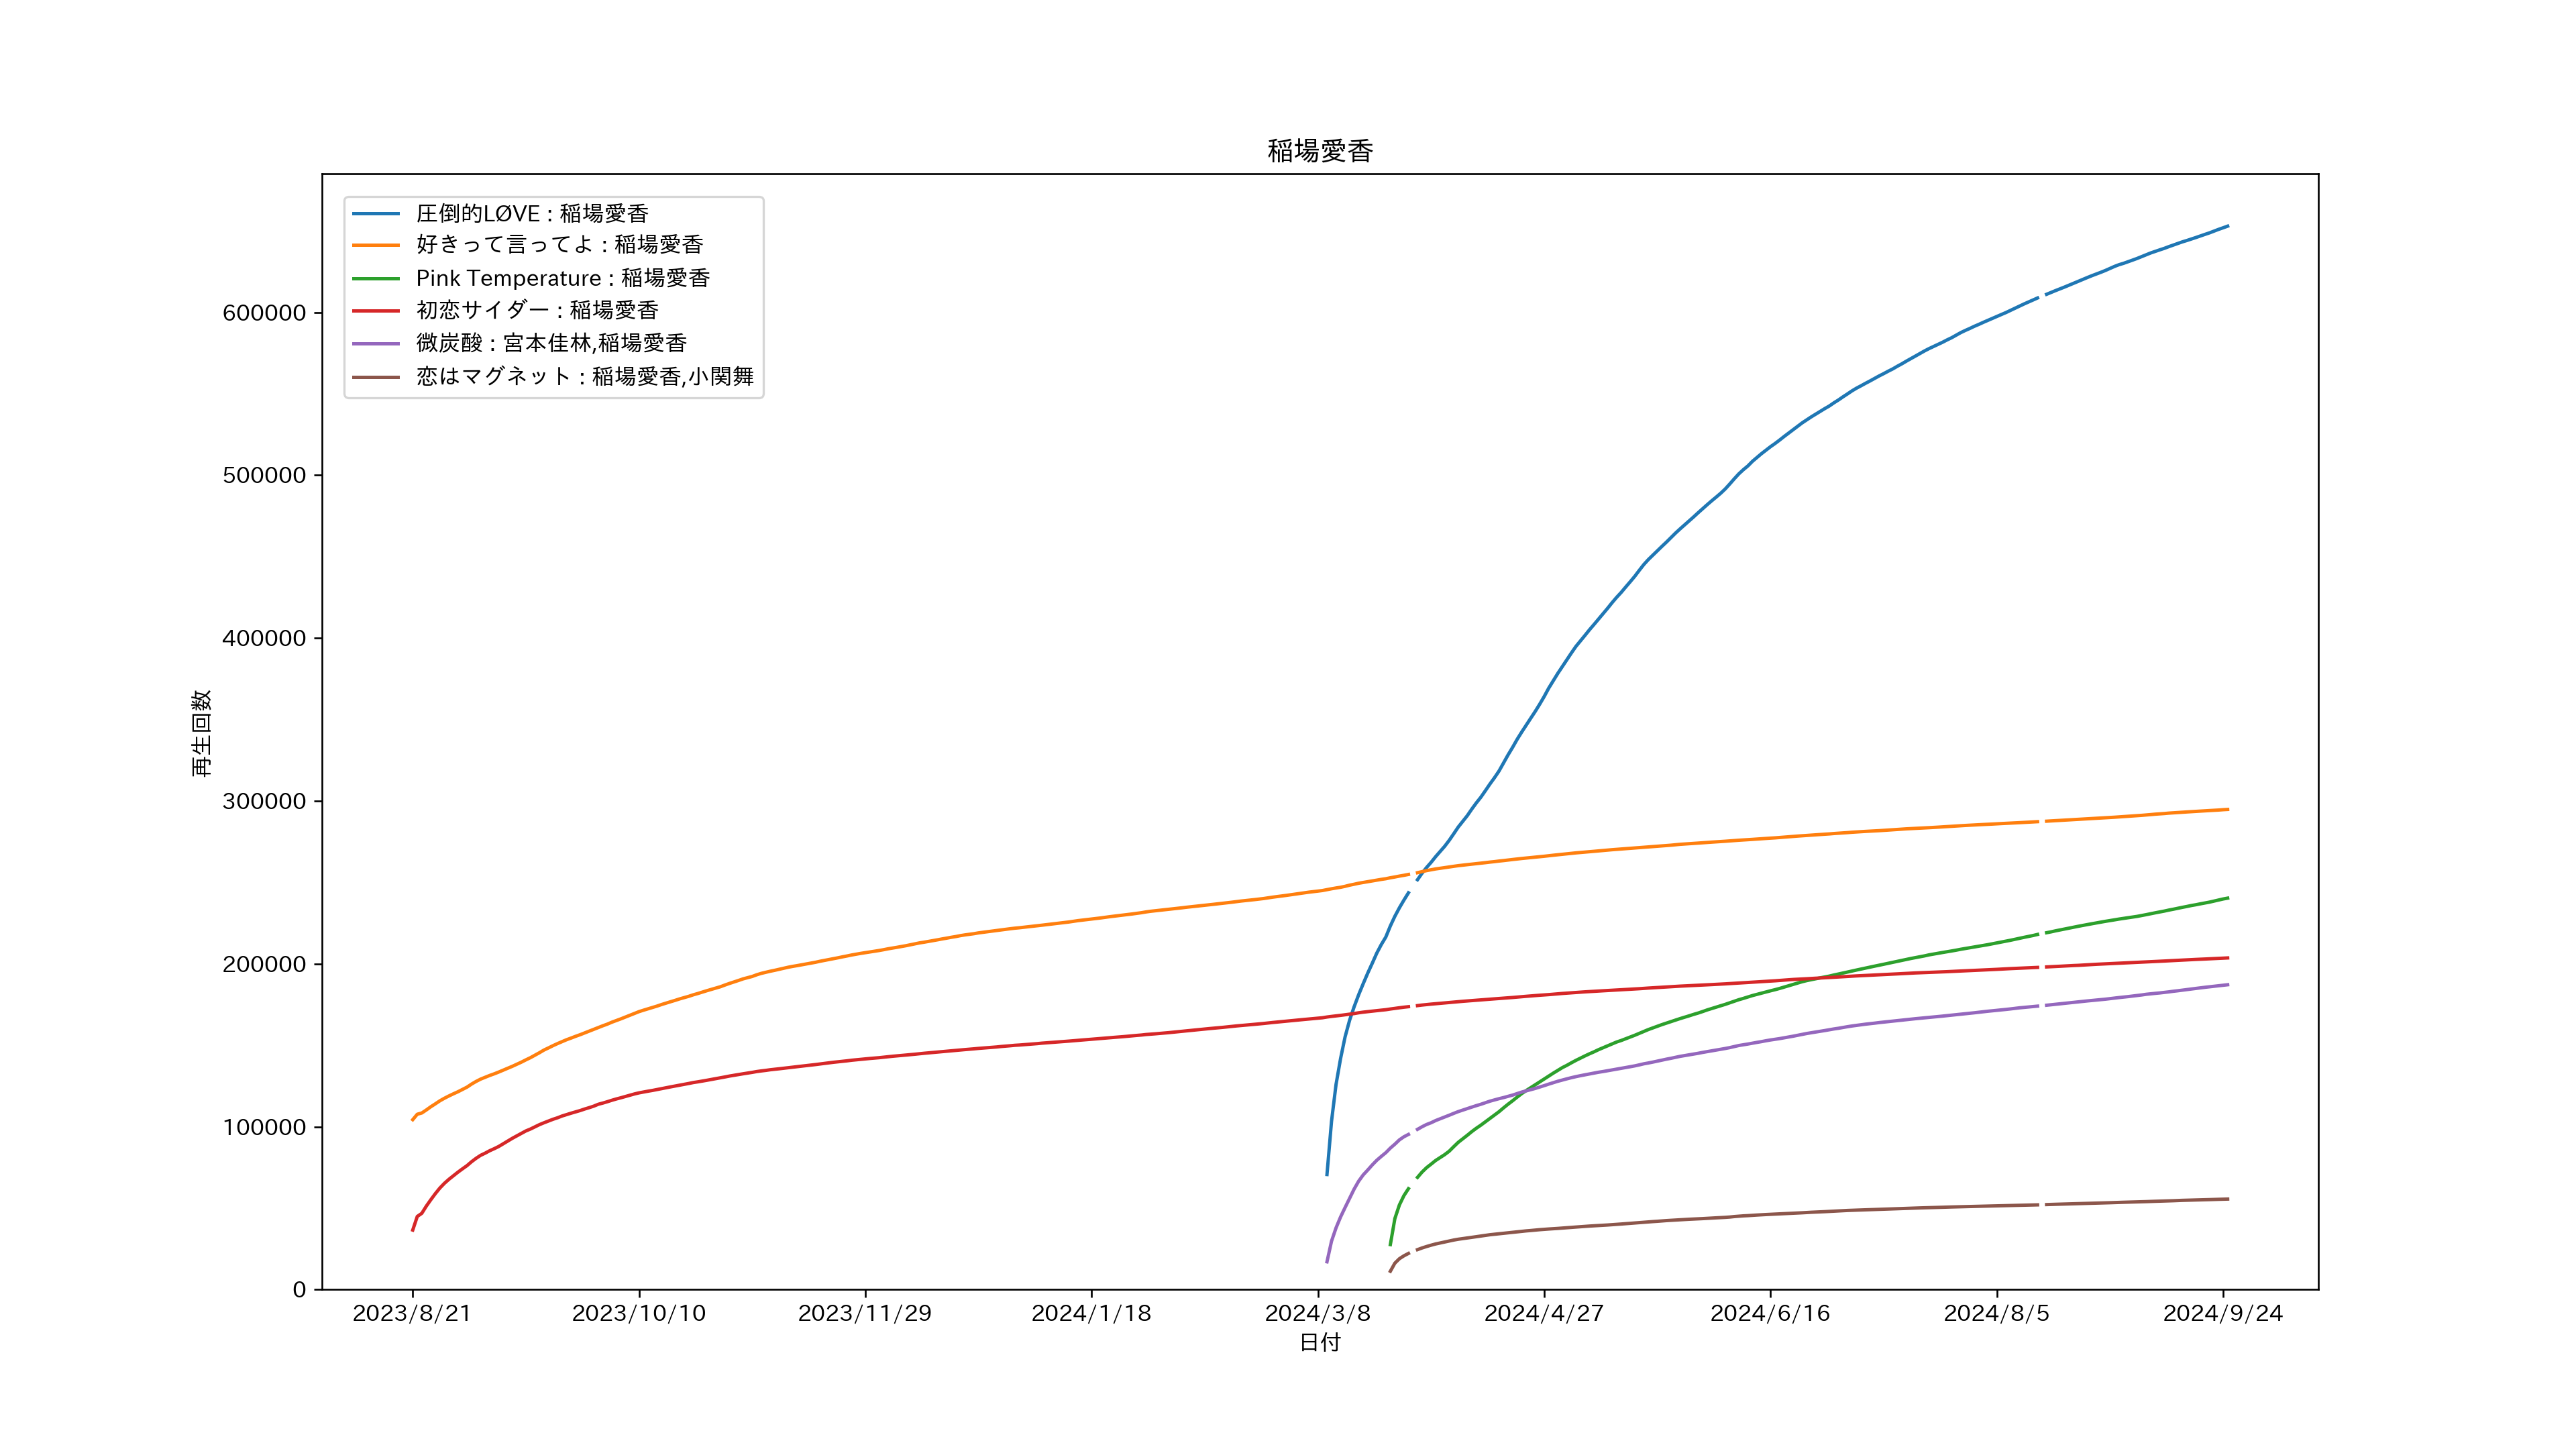 稲場愛香
圧倒的LØVE : 稲場愛香
好きって言ってよ : 稲場愛香
Pink Temperature : 稲場愛香
初恋サイダー : 稲場愛香
微炭酸 : 宮本佳林,稲場愛香
恋はマグネット : 稲場愛香,小関舞
600000
500000
400000
300000
200000
100000
0
再生回数
2023/8/21 2023/10/10 2023/11/29 2024/1/18 2024/3/8 2024/4/27 2024/6/16 2024/8/5 2024/9/24
日付